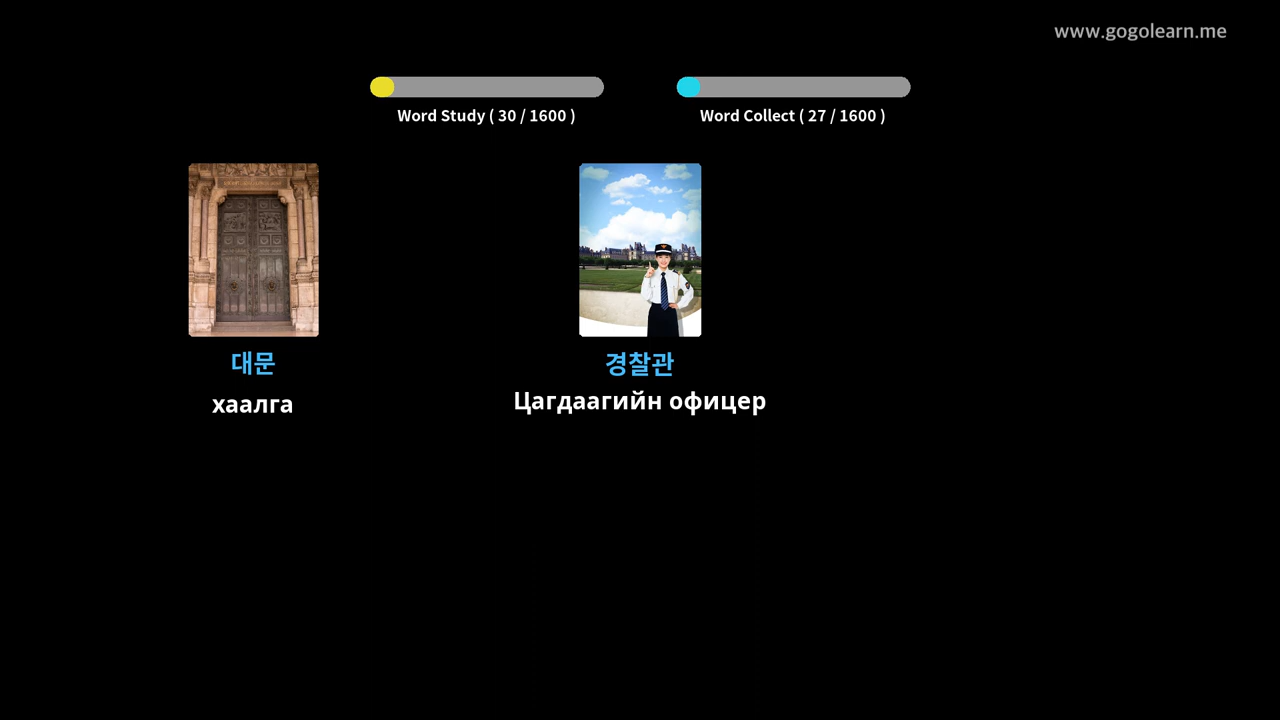 www.gogolearn.me
Word Study ( 30 / 1600 )
Word Collect ( 27 / 1600 )
대문
хаалга
경찰관
Цагдаагийн офицер